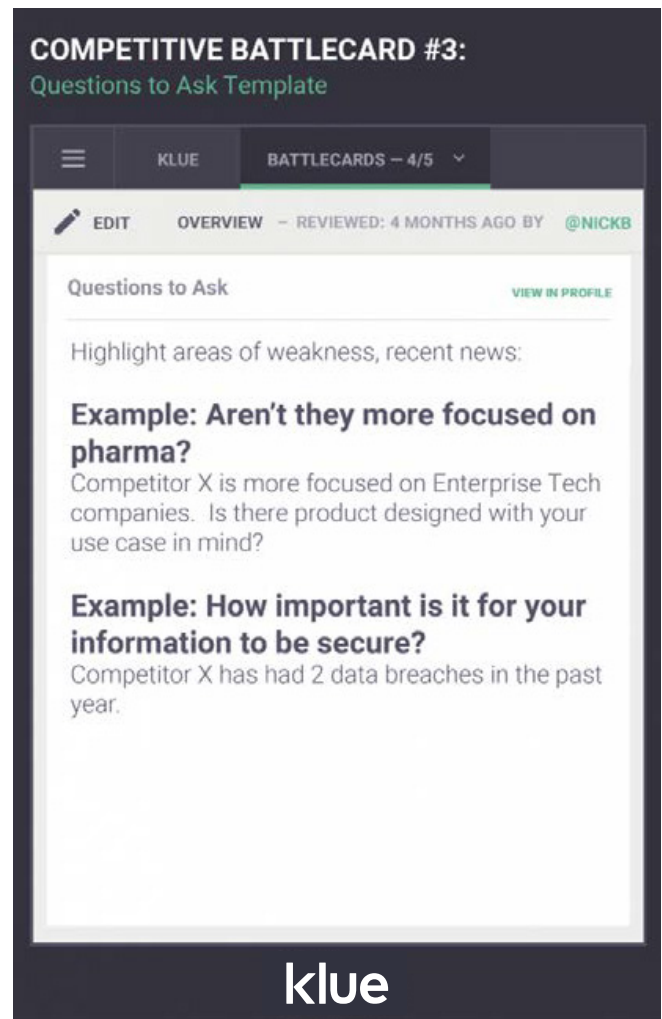 COMPETITIVE BATTLECARD #3:
Questions to Ask Template
KLUE
BATTLECARDS – 4/5
EDIT
OVERVIEW – REVIEWED: 4 MONTHS AGO BY @NICKB
Questions to Ask
VIEW IN PROFILE
Highlight areas of weakness, recent news:
Example: Aren't they more focused on
pharma?
Competitor X is more focused on Enterprise Tech
companies. Is there product designed with your
use case in mind?
Example: How important is it for your
information to be secure?
Competitor X has had 2 data breaches in the past
year.
klue